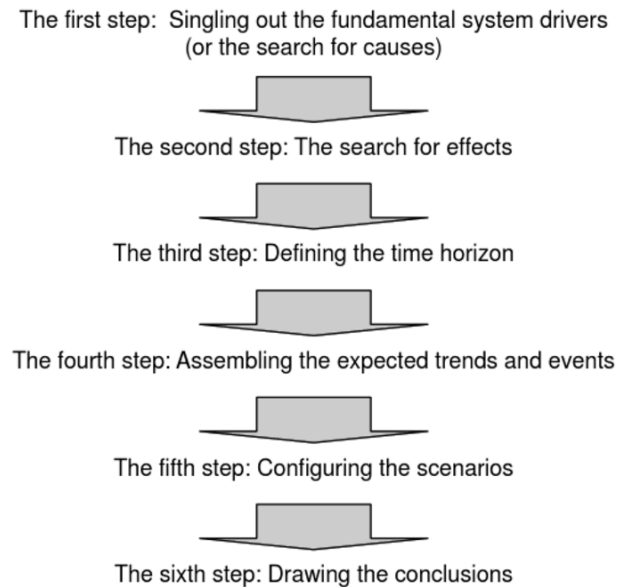 The first step: Singling out the fundamental system drivers
(or the search for causes)
The second step: The search for effects
The third step: Defining the time horizon
The fourth step: Assembling the expected trends and events
The fifth step: Configuring the scenarios
The sixth step: Drawing the conclusions